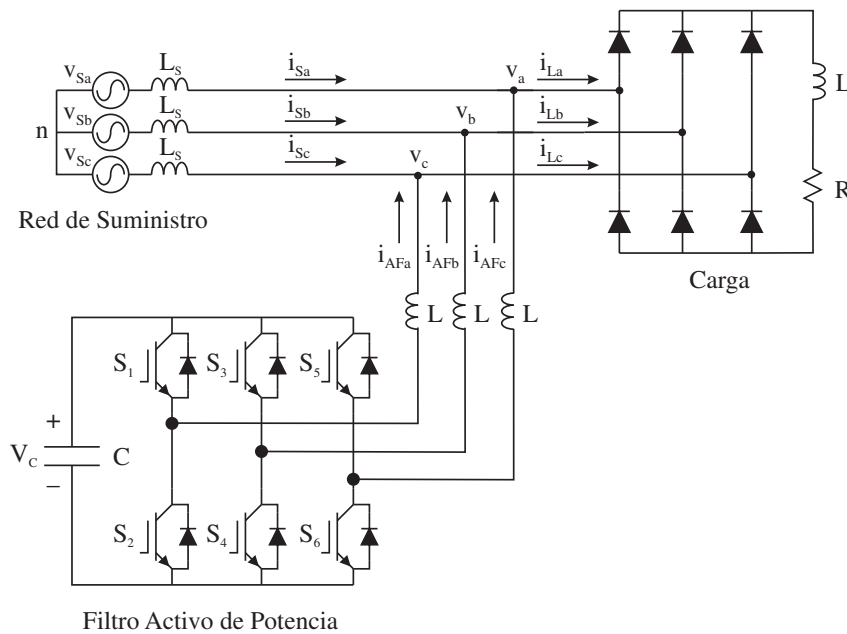 v_Sa L_S i_Sa v_a i_La
v_Sb L_S i_Sb v_b i_Lb
n
v_Sc L_S i_Sc v_c i_Lc
L
R
Red de Suministro
Carga
i_AFa i_AFb i_AFc
L L L
S_1 S_3 S_5
+
V_C C
−
S_2 S_4 S_6
Filtro Activo de Potencia